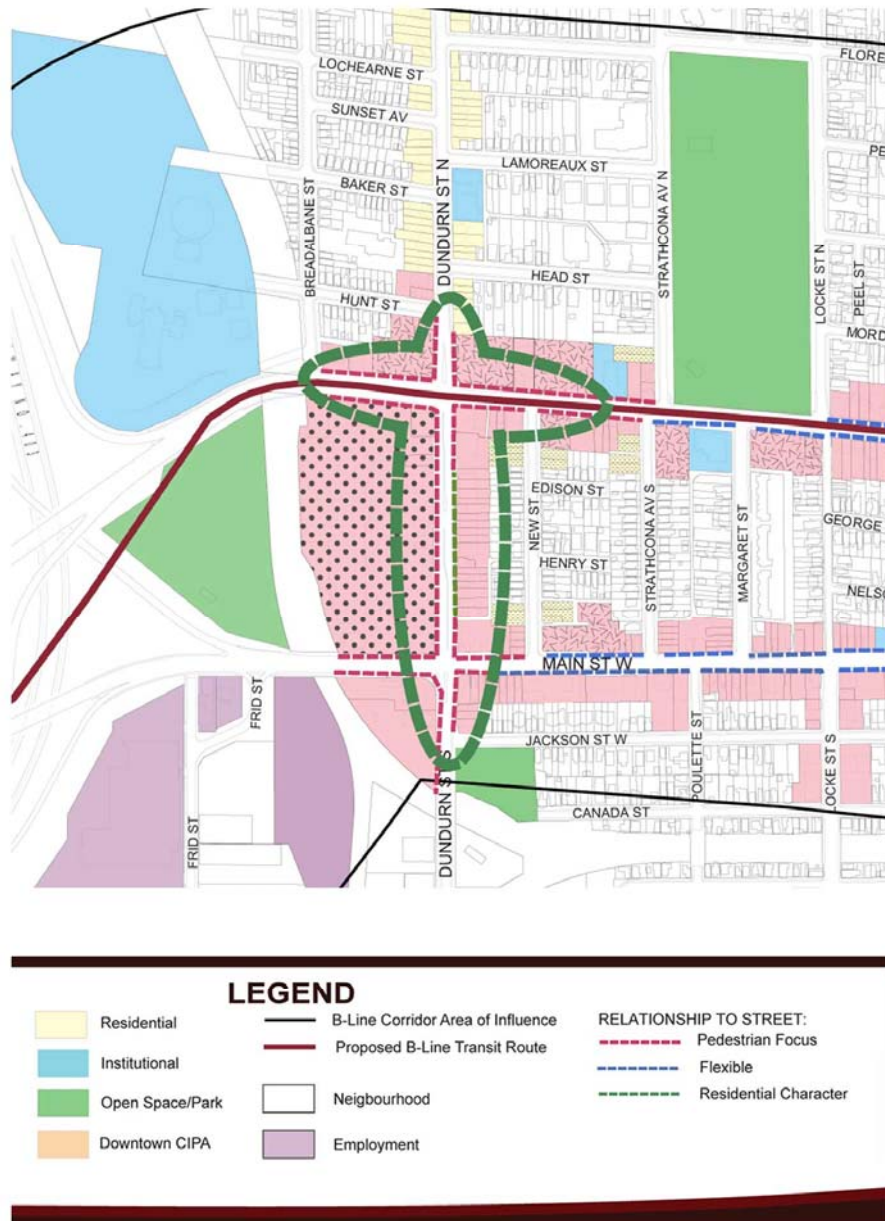 FLORE
LOCHEARNE ST
SUNSET AV
LAMOREAUX ST
PE
BAKER ST
DUNDURN ST N
BREADALBANE ST
STRATHCONA AV N
HEAD ST
LOCKE ST N
PEEL ST
HUNT ST
MORD
EDISON ST
NEW ST
GEORGE
HENRY ST
STRATHCONA AV S
MARGARET ST
NELSO
MAIN ST W
FRID ST
JACKSON ST W
POULETTE ST
LOCKE ST S
CANADA ST
FRID ST
DUNDURN ST S
LEGEND
Residential
Institutional
Open Space/Park
Downtown CIPA
B-Line Corridor Area of Influence
Proposed B-Line Transit Route
Neigbourhood
Employment
RELATIONSHIP TO STREET:
Pedestrian Focus
Flexible
Residential Character